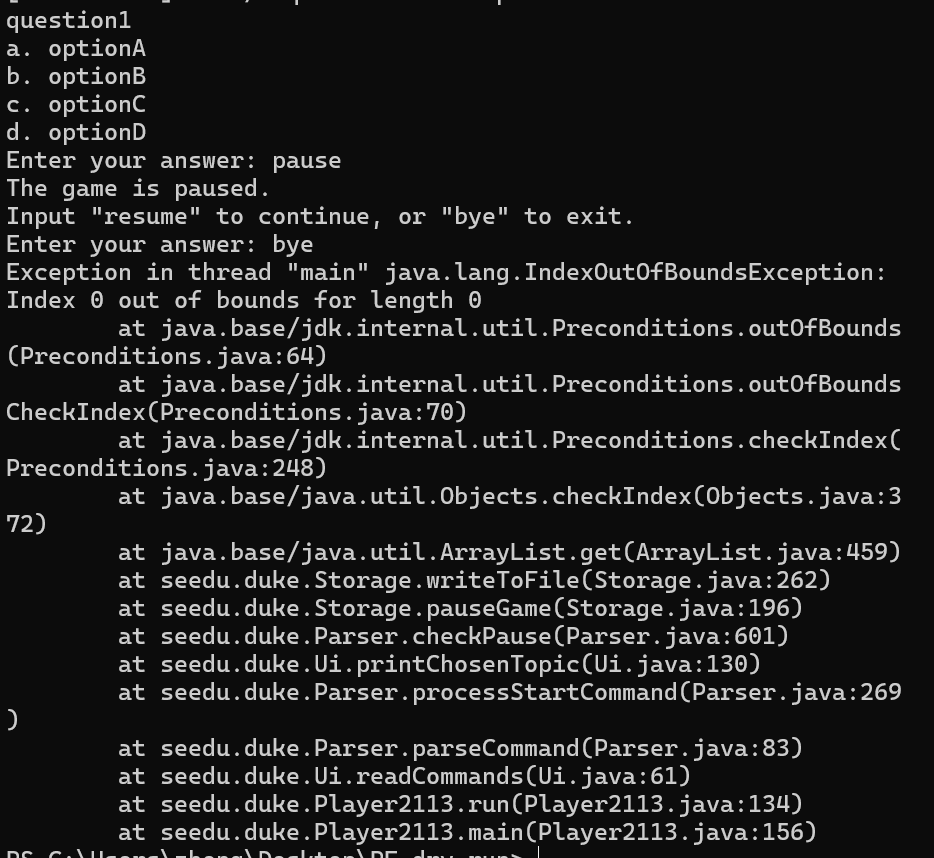 question1
a. optionA
b. optionB
c. optionC
d. optionD
Enter your answer: pause
The game is paused.
Input "resume" to continue, or "bye" to exit.
Enter your answer: bye
Exception in thread "main" java.lang.IndexOutOfBoundsException:
Index 0 out of bounds for length 0
        at java.base/jdk.internal.util.Preconditions.outOfBounds
(Preconditions.java:64)
        at java.base/jdk.internal.util.Preconditions.outOfBounds
CheckIndex(Preconditions.java:70)
        at java.base/jdk.internal.util.Preconditions.checkIndex(
Preconditions.java:248)
        at java.base/java.util.Objects.checkIndex(Objects.java:3
72)
        at java.base/java.util.ArrayList.get(ArrayList.java:459)
        at seedu.duke.Storage.writeToFile(Storage.java:262)
        at seedu.duke.Storage.pauseGame(Storage.java:196)
        at seedu.duke.Parser.checkPause(Parser.java:601)
        at seedu.duke.Ui.printChosenTopic(Ui.java:130)
        at seedu.duke.Parser.processStartCommand(Parser.java:269
)
        at seedu.duke.Parser.parseCommand(Parser.java:83)
        at seedu.duke.Ui.readCommands(Ui.java:61)
        at seedu.duke.Player2113.run(Player2113.java:134)
        at seedu.duke.Player2113.main(Player2113.java:156)